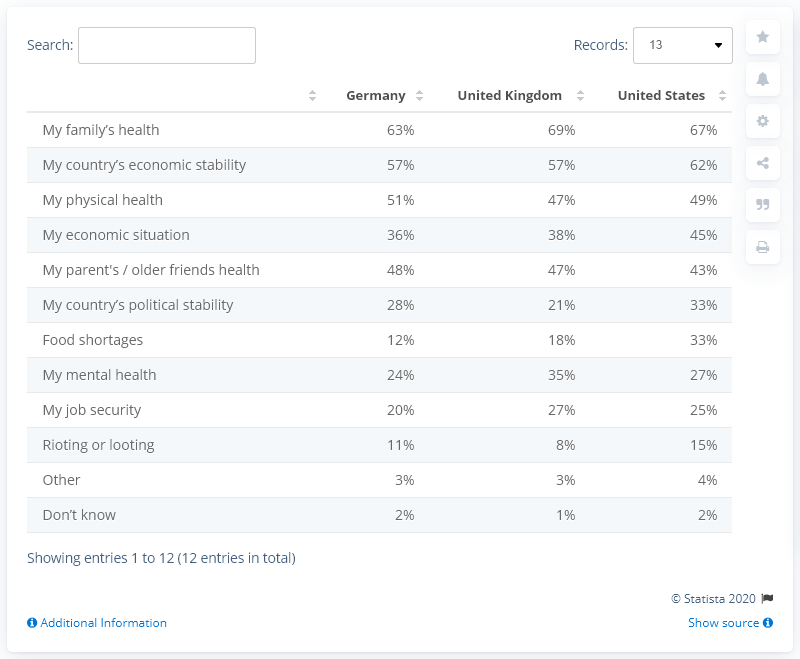 Search: Records: 13
Germany United Kingdom United States
My family’s health 63% 69% 67%
My country’s economic stability 57% 57% 62%
My physical health 51% 47% 49%
My economic situation 36% 38% 45%
My parent's / older friends health 48% 47% 43%
My country’s political stability 28% 21% 33%
Food shortages 12% 18% 33%
My mental health 24% 35% 27%
My job security 20% 27% 25%
Rioting or looting 11% 8% 15%
Other 3% 3% 4%
Don’t know 2% 1% 2%
Showing entries 1 to 12 (12 entries in total)
© Statista 2020
Additional Information Show source